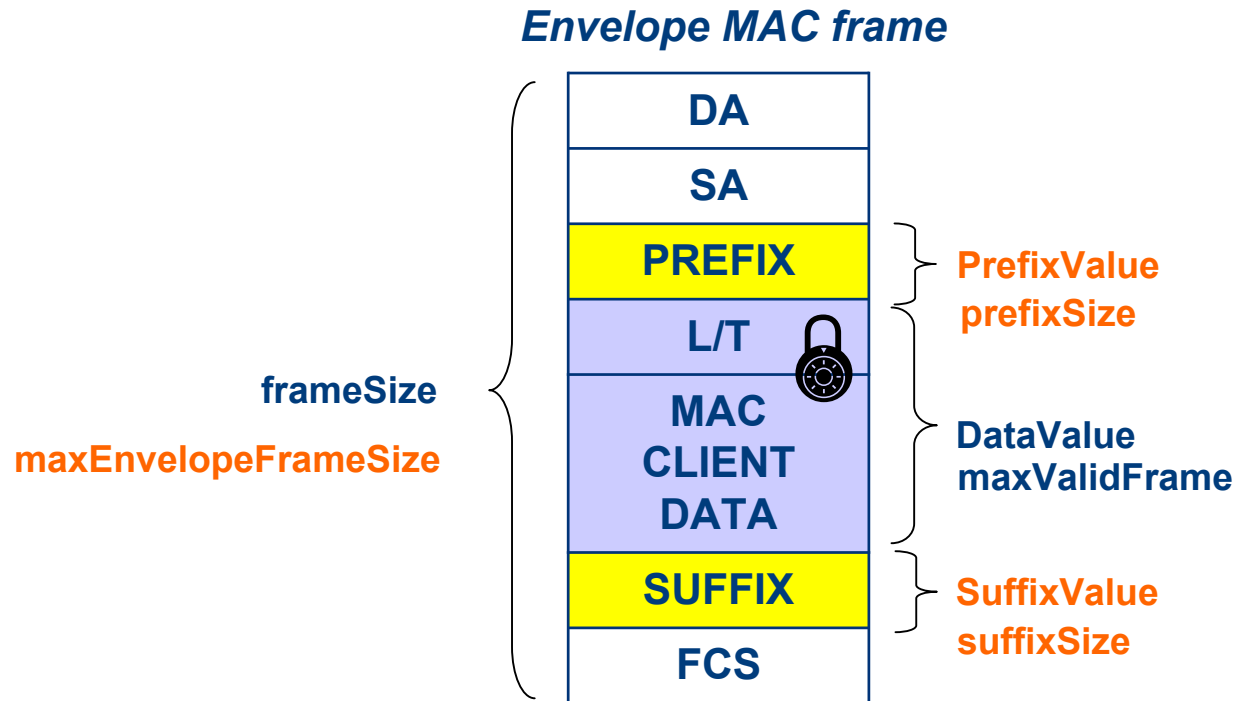 Envelope MAC frame
DA
SA
PREFIX
PrefixValue
prefixSize
L/T
frameSize
maxEnvelopeFrameSize
MAC
CLIENT
DATA
DataValue
maxValidFrame
SUFFIX
SuffixValue
suffixSize
FCS